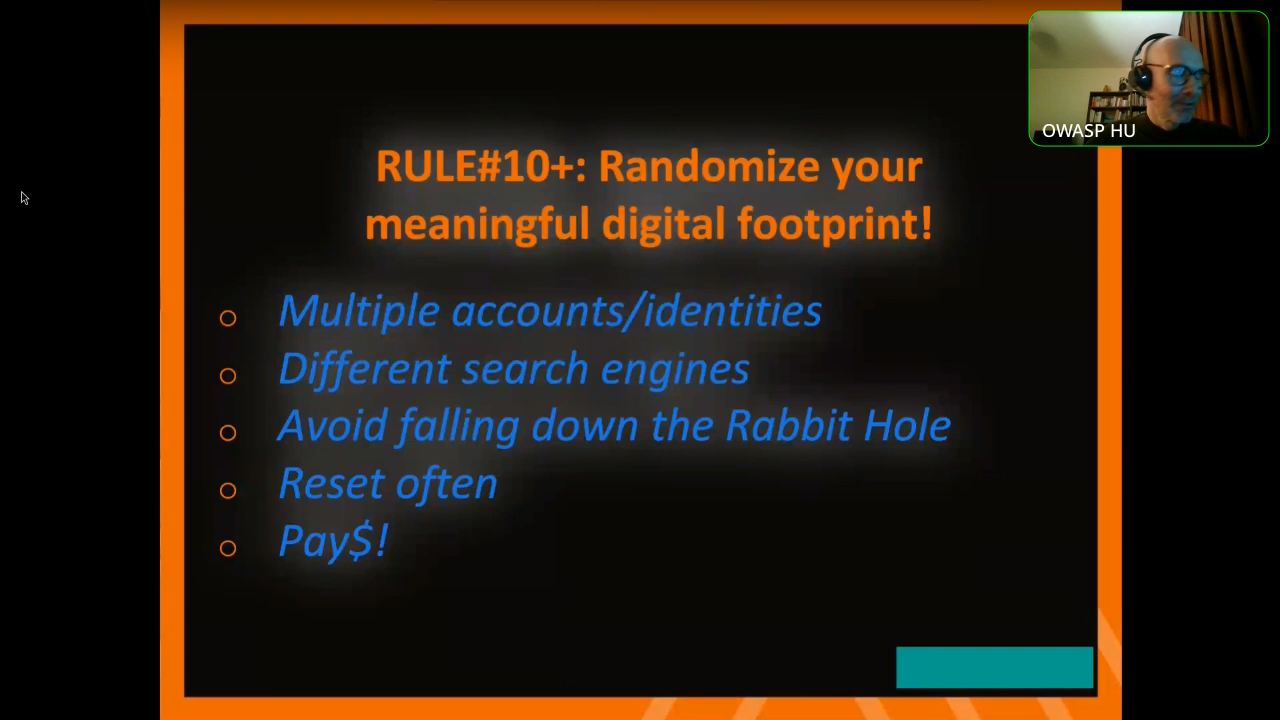 OWASP HU
RULE#10+: Randomize your
meaningful digital footprint!
Multiple accounts/identities
Different search engines
Avoid falling down the Rabbit Hole
Reset often
Pay$!